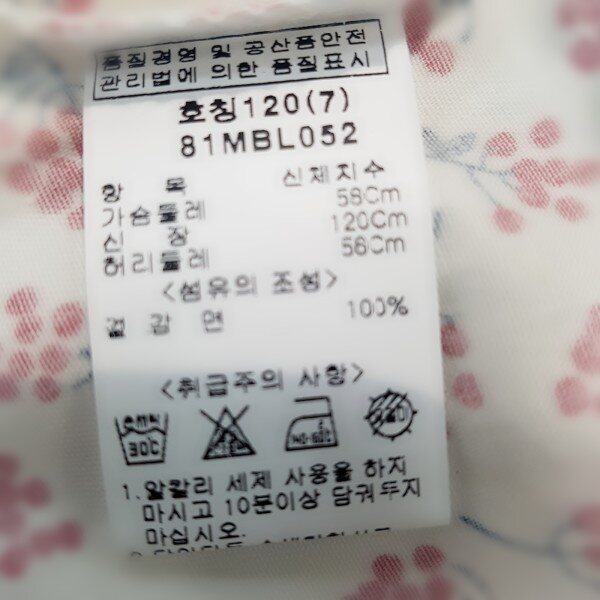 품질경영 및 공산품안전
관리법에 의한 품질표시
호칭120(7)
81MBL052
항 목 신체치수
가슴둘레 58Cm
신 장 120Cm
허리둘레 56Cm
<섬유의 조성>
겉 감 면 100%
<취급주의 사항>
30C
1.알칼리 세제 사용을 하지
마시고 10분이상 담궈두지
마십시오.